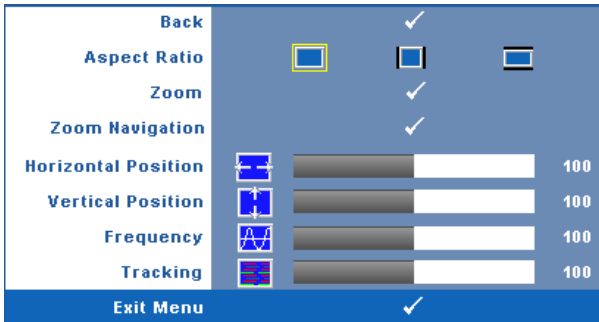 Back
Aspect Ratio
Zoom
Zoom Navigation
Horizontal Position 100
Vertical Position 100
Frequency 100
Tracking 100
Exit Menu